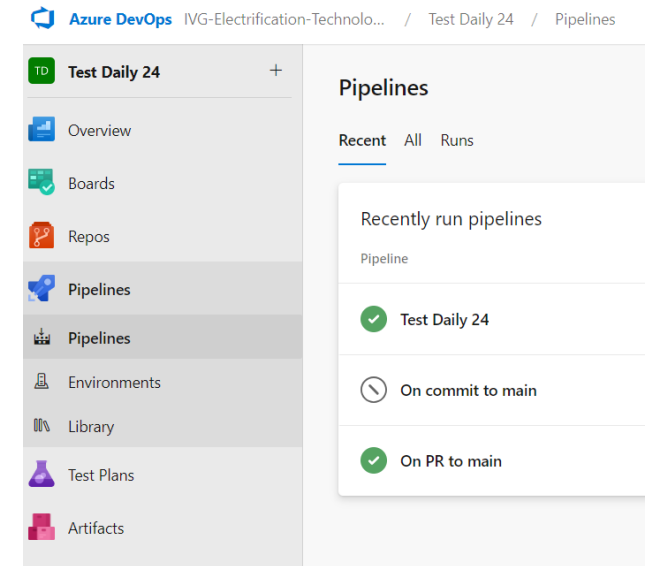 Azure DevOps IVG-Electrification-Technolo... / Test Daily 24 / Pipelines
TD Test Daily 24 +
Overview
Boards
Repos
Pipelines
Pipelines
Environments
Library
Test Plans
Artifacts
Pipelines
Recent All Runs
Recently run pipelines
Pipeline
Test Daily 24
On commit to main
On PR to main